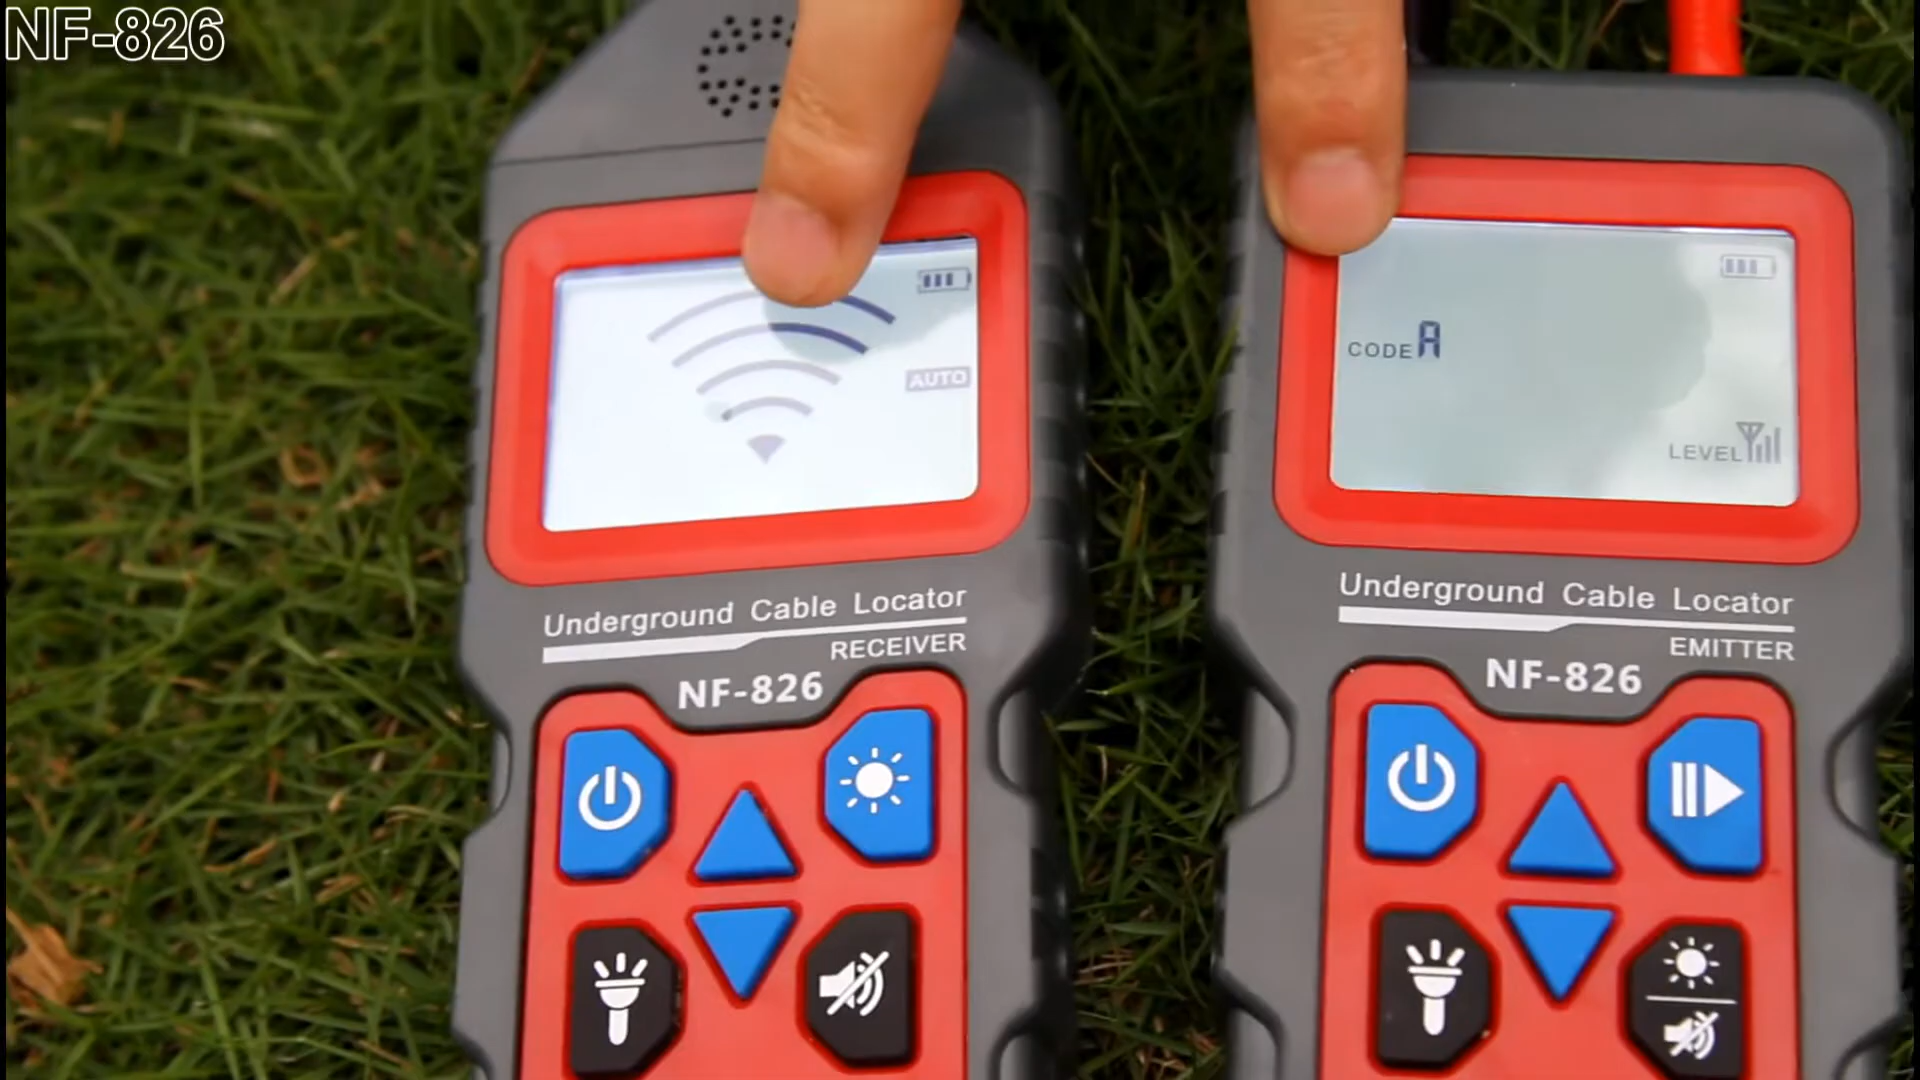 NF-826
AUTO
Underground Cable Locator
RECEIVER
NF-826
CODE A
LEVEL
Underground Cable Locator
EMITTER
NF-826